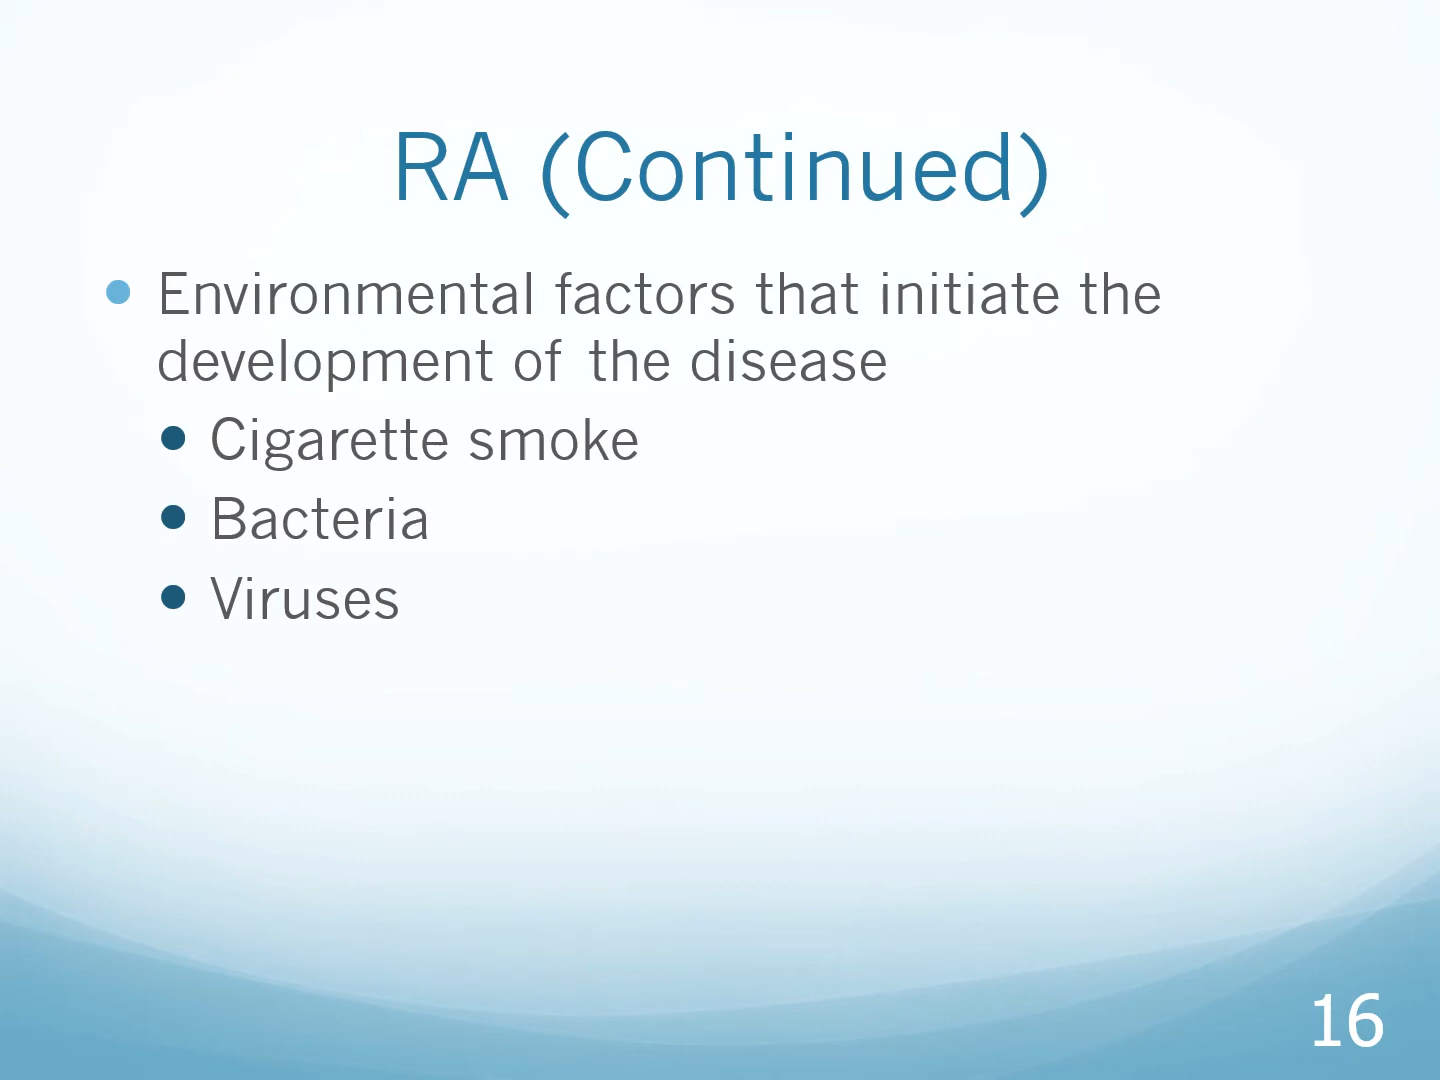 RA (Continued)
Environmental factors that initiate the
development of the disease
Cigarette smoke
Bacteria
Viruses
16